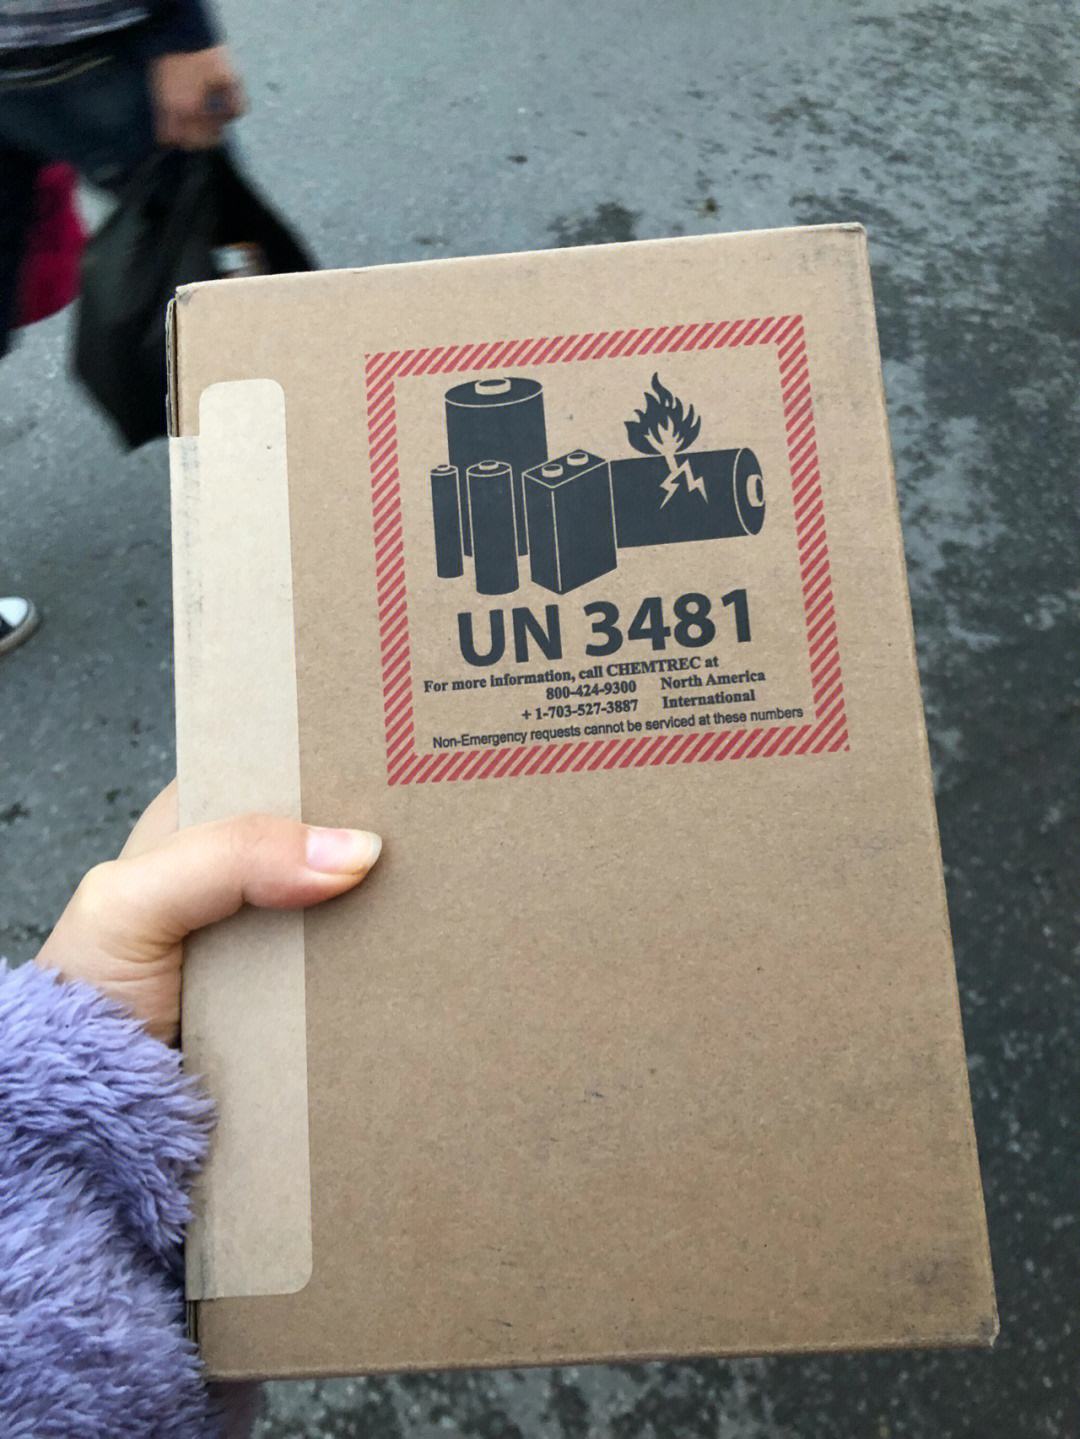 UN 3481
For more information, call CHEMTREC at
800-424-9300 North America
+ 1-703-527-3887 International
Non-Emergency requests cannot be serviced at these numbers